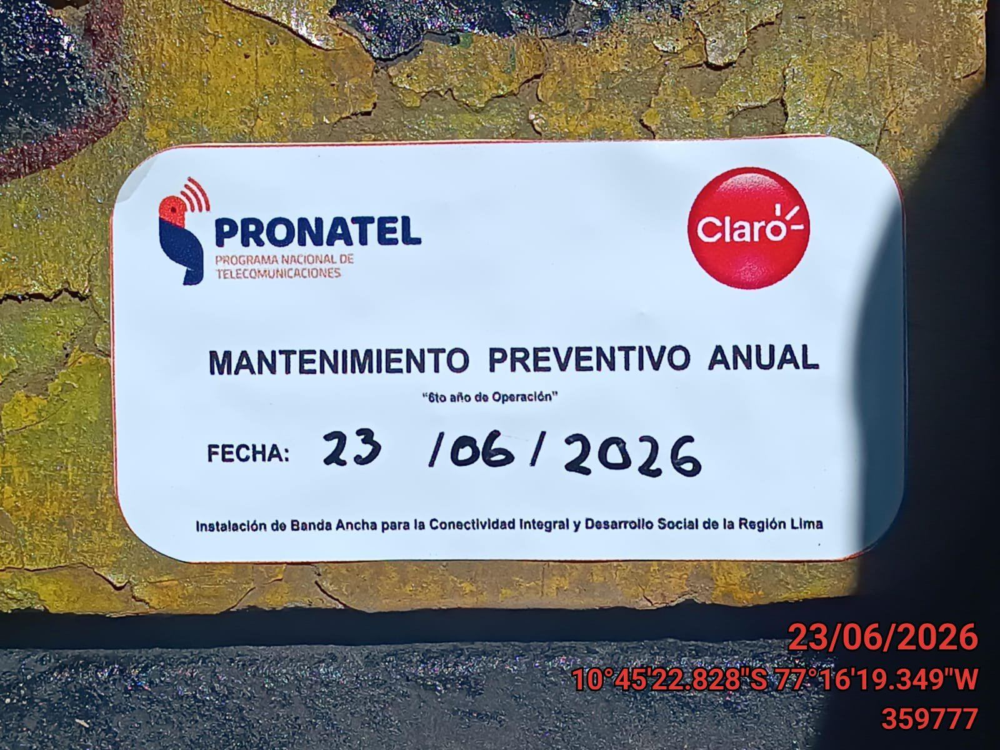 PRONATEL
PROGRAMA NACIONAL DE
TELECOMUNICACIONES
Claro
MANTENIMIENTO PREVENTIVO ANUAL
"6to año de Operación"
FECHA: 23 /06/ 2026
Instalación de Banda Ancha para la Conectividad Integral y Desarrollo Social de la Región Lima
23/06/2026
10°45'22.828"S 77°16'19.349"W
359777